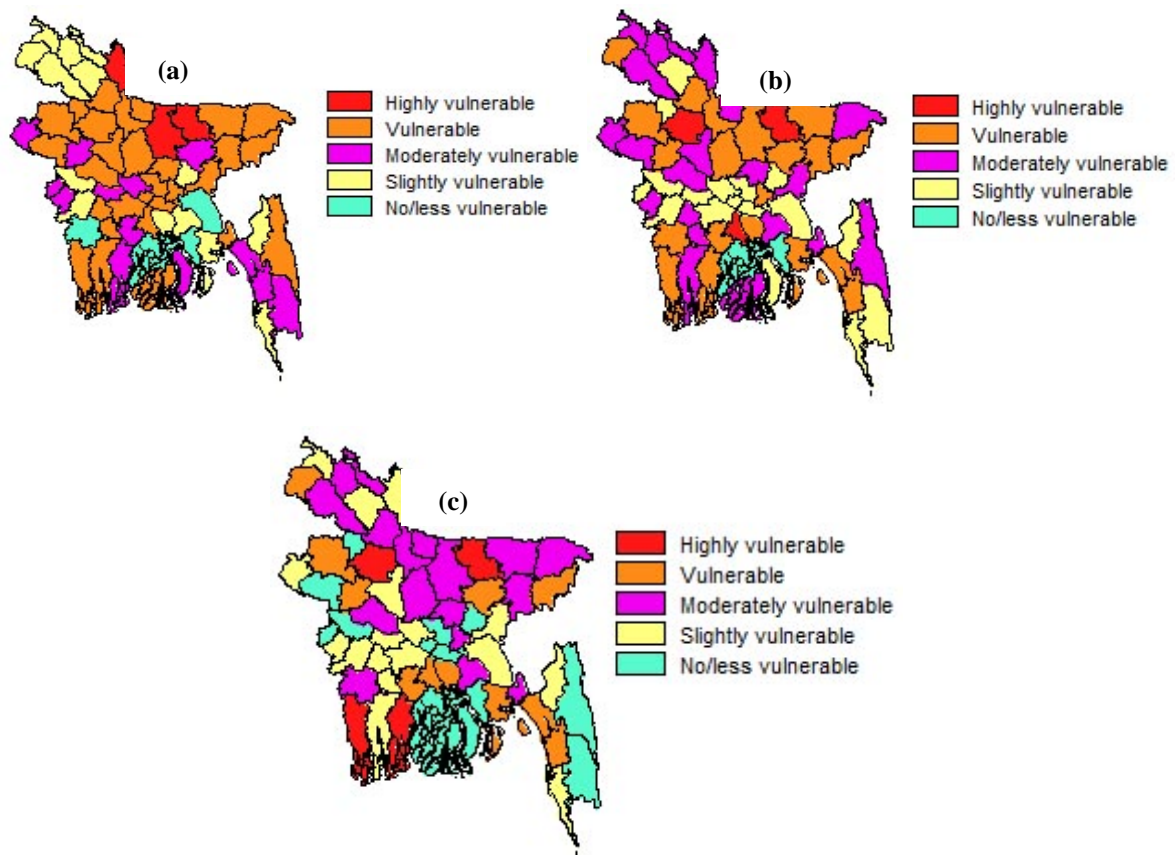 (a)
Highly vulnerable
Vulnerable
Moderately vulnerable
Slightly vulnerable
No/less vulnerable
(b)
Highly vulnerable
Vulnerable
Moderately vulnerable
Slightly vulnerable
No/less vulnerable
(c)
Highly vulnerable
Vulnerable
Moderately vulnerable
Slightly vulnerable
No/less vulnerable